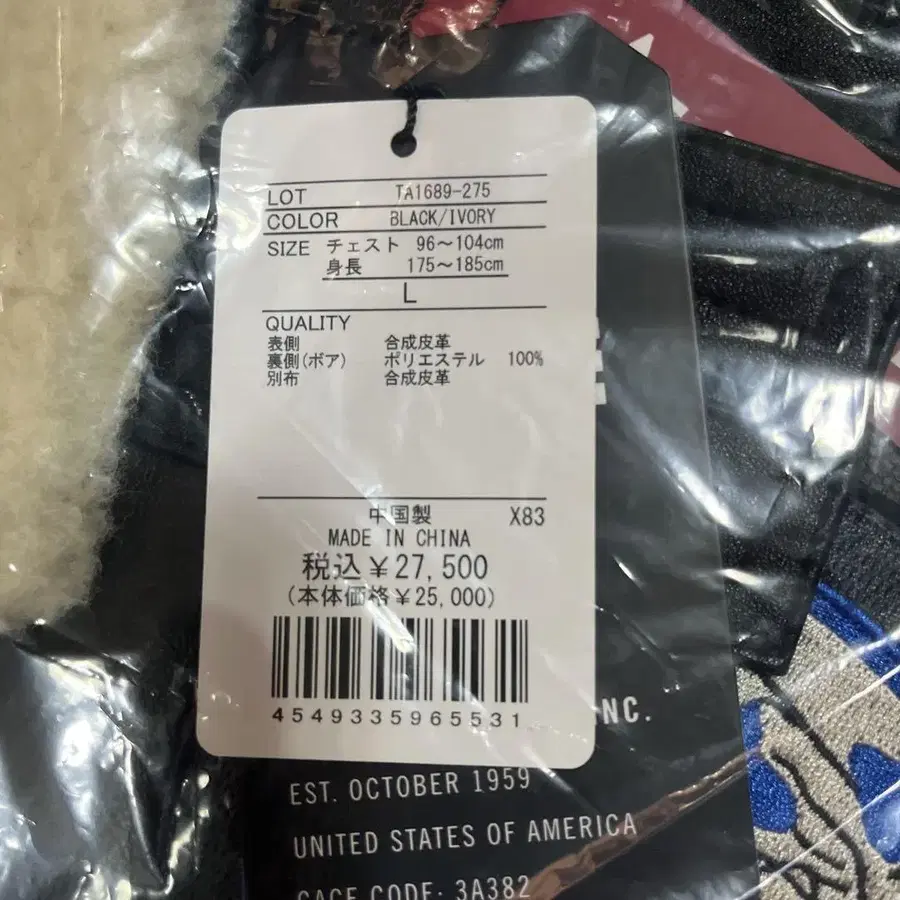 LOT TA1689-275
COLOR BLACK/IVORY
SIZE チェスト 96～104cm
身長 175～185cm
L
QUALITY
表側 合成皮革
裏側(ボア) ポリエステル 100%
別布 合成皮革
中国製 X83
MADE IN CHINA
税込¥27,500
(本体価格¥25,000)
4549335965531
NC.
EST. OCTOBER 1959
UNITED STATES OF AMERICA
CAGE CODE: 3A382